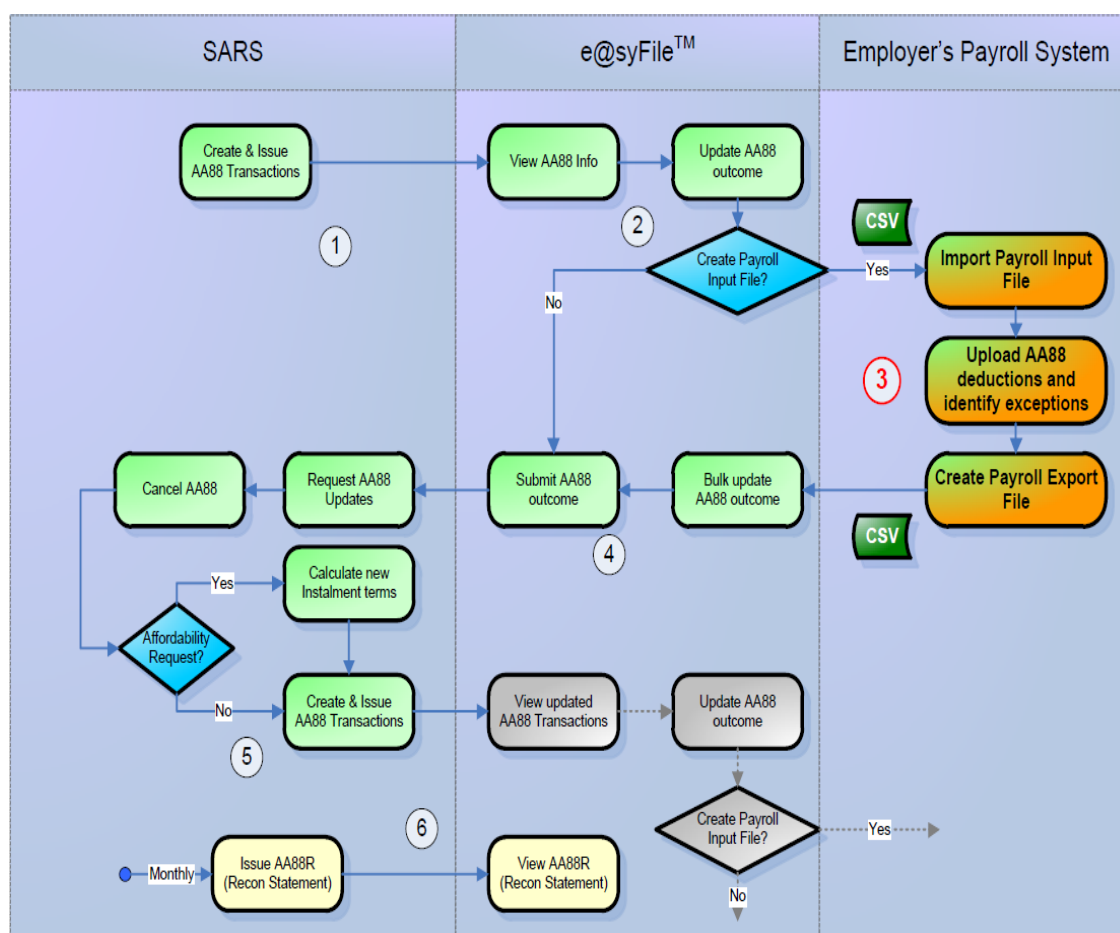 SARS
e@syFile™
Employer's Payroll System
Create & Issue
AA88 Transactions
View AA88 Info
Update AA88
outcome
1
2
CSV
Create Payroll
Input File?
Yes
No
Import Payroll Input
File
3
Upload AA88
deductions and
identify exceptions
Cancel AA88
Request AA88
Updates
Submit AA88
outcome
Bulk update
AA88 outcome
Create Payroll Export
File
CSV
4
Yes
Calculate new
Instalment terms
Affordability
Request?
No
Create & Issue
AA88 Transactions
View updated
AA88 Transactions
Update AA88
outcome
5
6
Create Payroll
Input File?
Yes
No
Monthly
Issue AA88R
(Recon Statement)
View AA88R
(Recon Statement)